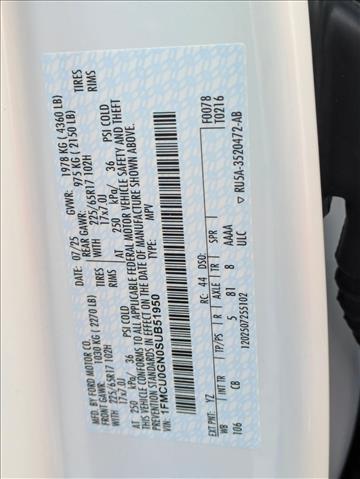 MFD. BY FORD MOTOR CO.
DATE: 07/25 GVWR: 1978 KG ( 4360 LB)
FRONT GAWR: 1030 KG ( 2270 LB) REAR GAWR: 975 KG ( 2150 LB)
WITH 225/65R17 102H TIRES WITH 225/65R17 102H TIRES
17x7.0J RIMS 17x7.0J RIMS
AT 250 kPa/ 36 PSI COLD AT 250 kPa/ 36 PSI COLD
THIS VEHICLE CONFORMS TO ALL APPLICABLE FEDERAL MOTOR VEHICLE SAFETY AND THEFT
PREVENTION STANDARDS IN EFFECT ON THE DATE OF MANUFACTURE SHOWN ABOVE.
VIN: 1FMCU0GN0SUB51950
TYPE: MPV
F0078
T0216
EXT PNT: YZ RC: 44 DSO:
WB INT TR TP/PS R AXLE TR SPR
106 CB 5 81 8 AAAA
ULC
1202507255102
RU5A-3520472-AB